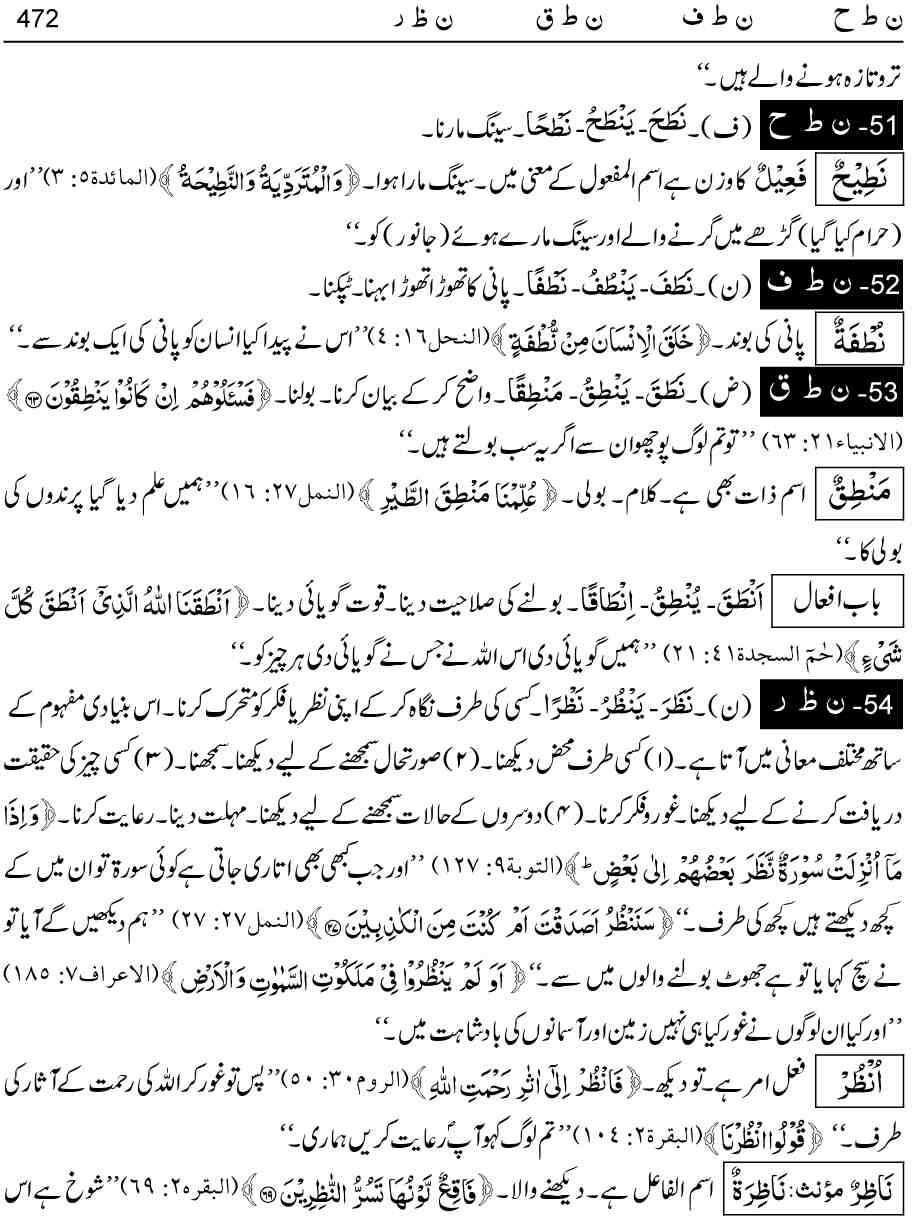 ن ط ح   ن ط ف   ن ط ق   ن ظ ر   472
تروتازہ ہونے والے ہیں۔‘‘
51- ن ط ح (ف)۔ نَطَحَ - یَنْطَحُ - نَطْحًا۔ سینگ مارنا۔
نَطِیْحٌ فَعِیْلٌ کا وزن ہے اسم المفعول کے معنی میں۔ سینگ مارا ہوا۔ ﴿وَالْمُتَرَدِّیَةُ وَالنَّطِیْحَةُ﴾ (المائدة۵: ۳) ’’اور
(حرام کیا گیا) گڑھے میں گرنے والے اور سینگ مارے ہوئے (جانور) کو۔‘‘
52- ن ط ف (ن)۔ نَطَفَ - یَنْطُفُ - نَطْفًا۔ پانی کا تھوڑا تھوڑا بہنا۔ ٹپکنا۔
نُطْفَةٌ پانی کی بوند۔ ﴿خَلَقَ الْاِنْسَانَ مِنْ نُّطْفَةٍ﴾ (النحل۱۶: ۴) ’’اس نے پیدا کیا انسان کو پانی کی ایک بوند سے۔‘‘
53- ن ط ق (ض)۔ نَطَقَ - یَنْطِقُ - مَنْطِقًا۔ واضح کر کے بیان کرنا۔ بولنا۔ ﴿فَسْئَلُوْهُمْ اِنْ كَانُوْا یَنْطِقُوْنَ ۶۳﴾
(الانبیاء۲۱: ۶۳) ’’تو تم لوگ پوچھو ان سے اگر یہ سب بولتے ہیں۔‘‘
مَنْطِقٌ اسم ذات بھی ہے۔ کلام۔ بولی۔ ﴿عُلِّمْنَا مَنْطِقَ الطَّیْرِ﴾ (النمل۲۷: ۱۶) ’’ہمیں علم دیا گیا پرندوں کی
بولی کا۔‘‘
باب افعال اَنْطَقَ - یُنْطِقُ - اِنْطَاقًا۔ بولنے کی صلاحیت دینا۔ قوت گویائی دینا۔ ﴿اَنْطَقَنَا اللّٰهُ الَّذِیْۤ اَنْطَقَ كُلَّ
شَیْءٍ﴾ (حٰمٓ السجدة۴۱: ۲۱) ’’ہمیں گویائی دی اس اللہ نے جس نے گویائی دی ہر چیز کو۔‘‘
54- ن ظ ر (ن)۔ نَظَرَ - یَنْظُرُ - نَظْرًا۔ کسی کی طرف نگاہ کر کے اپنی نظر یا فکر کو متحرک کرنا۔ اس بنیادی مفہوم کے
ساتھ مختلف معانی میں آتا ہے۔ (۱) کسی طرف محض دیکھنا۔ (۲) صورتحال سمجھنے کے لیے دیکھنا۔ سمجھنا۔ (۳) کسی چیز کی حقیقت
دریافت کرنے کے لیے دیکھنا۔ غور و فکر کرنا۔ (۴) دوسروں کے حالات سمجھنے کے لیے دیکھنا۔ مہلت دینا۔ رعایت کرنا۔ ﴿وَ اِذَا
مَاۤ اُنْزِلَتْ سُوْرَةٌ نَّظَرَ بَعْضُهُمْ اِلٰی بَعْضٍ ؕ﴾ (التوبة۹: ۱۲۷) ’’اور جب کبھی بھی اتاری جاتی ہے کوئی سورۃ تو ان میں کے
کچھ دیکھتے ہیں کچھ کی طرف۔‘‘ ﴿سَنَنْظُرُ اَصَدَقْتَ اَمْ كُنْتَ مِنَ الْكٰذِبِیْنَ ۲۷﴾ (النمل۲۷: ۲۷) ’’ہم دیکھیں گے آیا تو
نے سچ کہا یا تو ہے جھوٹ بولنے والوں میں سے۔‘‘ ﴿اَوَ لَمْ یَنْظُرُوْا فِیْ مَلَكُوْتِ السَّمٰوٰتِ وَالْاَرْضِ﴾ (الاعراف۷: ۱۸۵)
’’اور کیا ان لوگوں نے غور کیا ہی نہیں زمین اور آسمانوں کی بادشاہت میں۔‘‘
اُنْظُرْ فعل امر ہے۔ تو دیکھ۔ ﴿فَانْظُرْ اِلٰۤی اٰثٰرِ رَحْمَتِ اللّٰهِ﴾ (الروم۳۰: ۵۰) ’’پس تو غور کر اللہ کی رحمت کے آثار کی
طرف۔‘‘ ﴿قُوْلُوا انْظُرْنَا﴾ (البقرة۲: ۱۰۴) ’’تم لوگ کہو آپؐ رعایت کریں ہماری۔‘‘
نَاظِرٌ مؤنث: نَاظِرَةٌ اسم الفاعل ہے۔ دیکھنے والا۔ ﴿فَاقِعٌ لَّوْنُهَا تَسُرُّ النّٰظِرِیْنَ ۶۹﴾ (البقرہ۲: ۶۹) ’’شوخ ہے اس